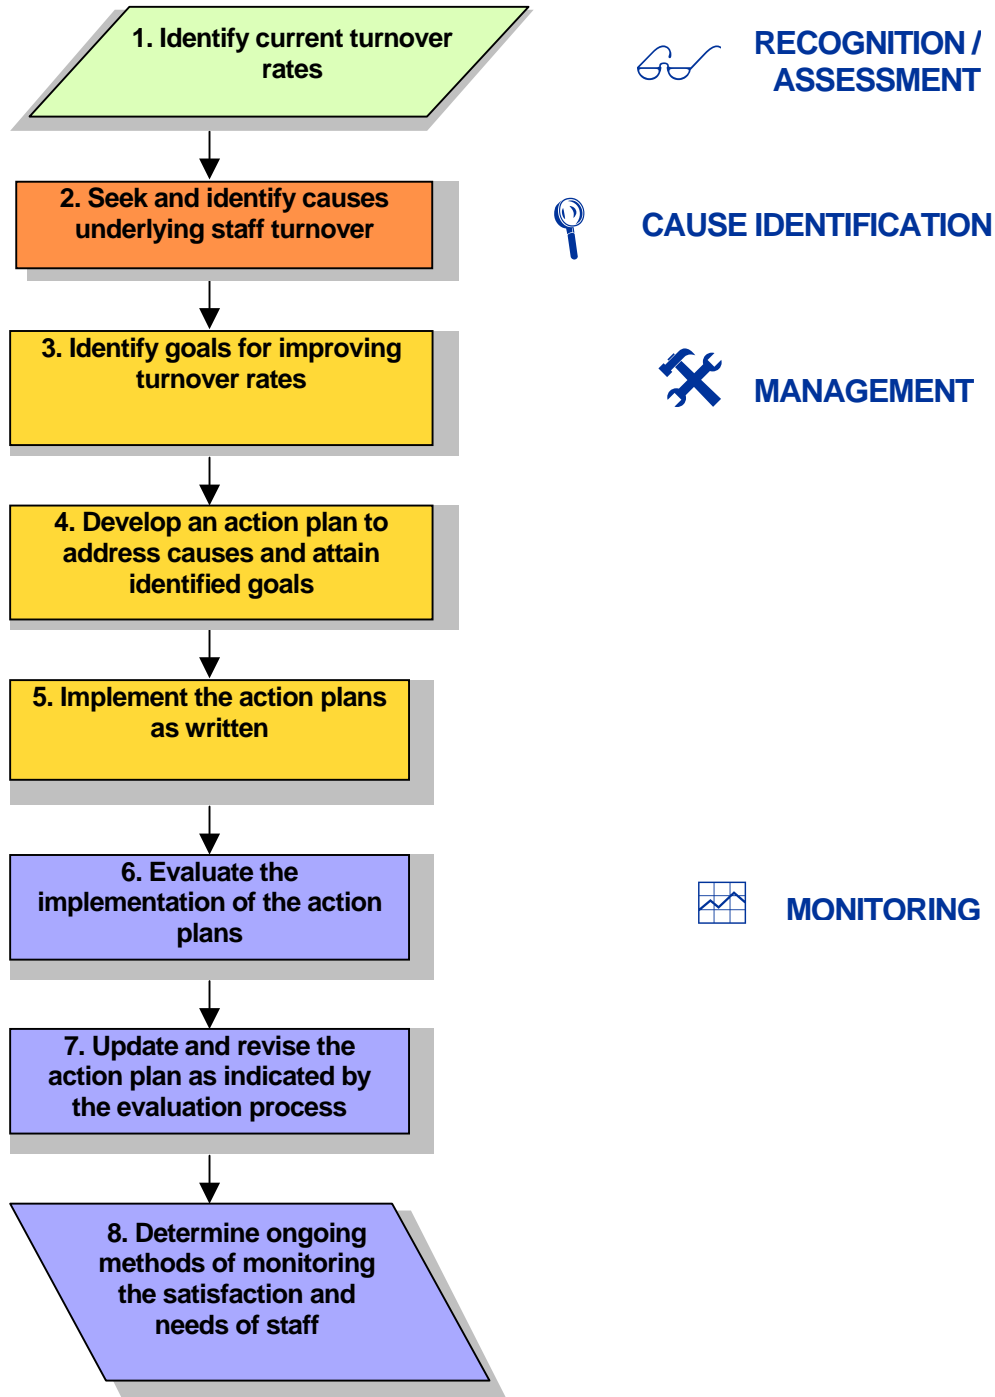 1. Identify current turnover
rates
RECOGNITION /
ASSESSMENT
2. Seek and identify causes
underlying staff turnover
CAUSE IDENTIFICATION
3. Identify goals for improving
turnover rates
MANAGEMENT
4. Develop an action plan to
address causes and attain
identified goals
5. Implement the action plans
as written
6. Evaluate the
implementation of the action
plans
MONITORING
7. Update and revise the
action plan as indicated by
the evaluation process
8. Determine ongoing
methods of monitoring
the satisfaction and
needs of staff